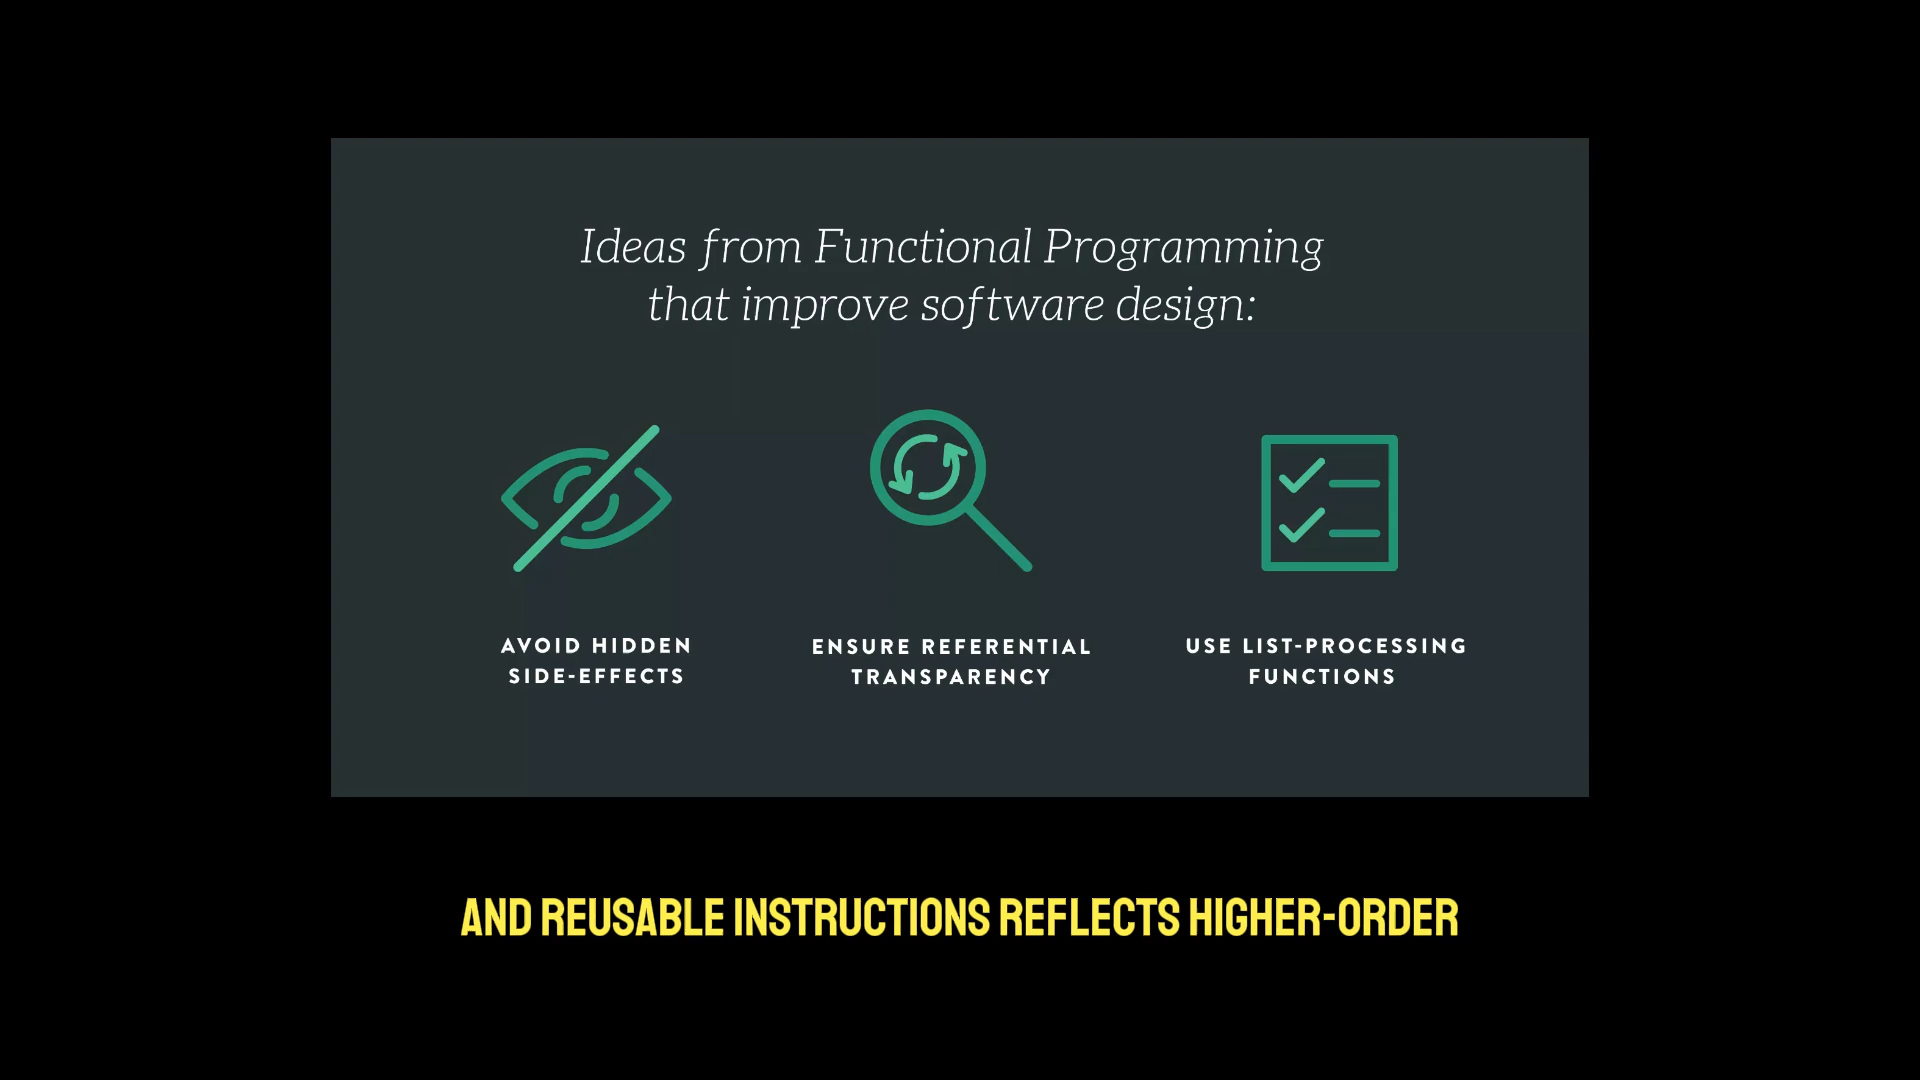 Ideas from Functional Programming
that improve software design:
AVOID HIDDEN
SIDE-EFFECTS
ENSURE REFERENTIAL
TRANSPARENCY
USE LIST-PROCESSING
FUNCTIONS
AND REUSABLE INSTRUCTIONS REFLECTS HIGHER-ORDER